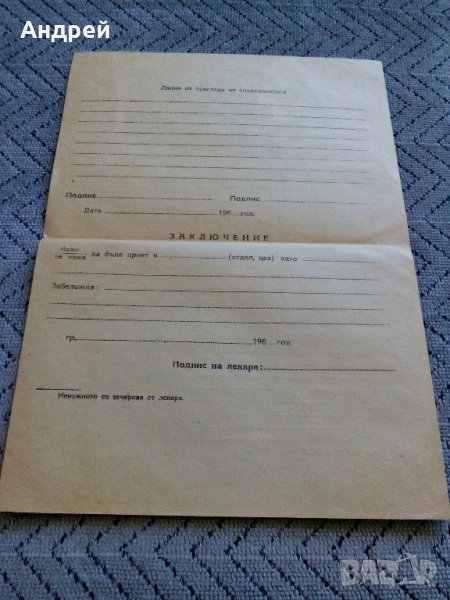 Андрей
Данни от прегледа на специалистите
Подпис Подпис
Дата 196 год.
ЗАКЛЮЧЕНИЕ
Може
не може да бъде приет в (отдел, цех) като
Забележка:
гр. 196 год.
Подпис на лекаря:
Ненужното се зачерква от лекаря.
BAZAR